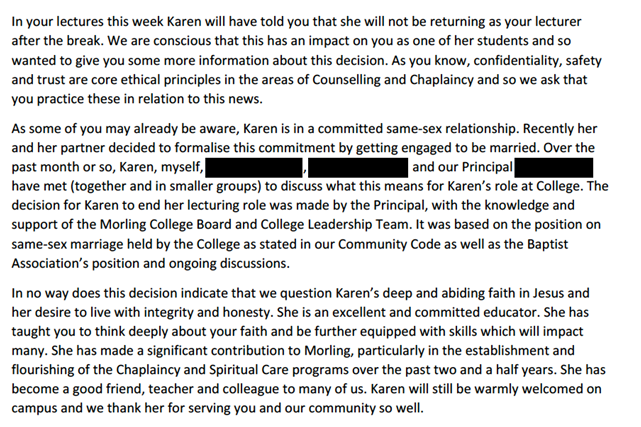 In your lectures this week Karen will have told you that she will not be returning as your lecturer
after the break. We are conscious that this has an impact on you as one of her students and so
wanted to give you some more information about this decision. As you know, confidentiality, safety
and trust are core ethical principles in the areas of Counselling and Chaplaincy and so we ask that
you practice these in relation to this news.
As some of you may already be aware, Karen is in a committed same-sex relationship. Recently her
and her partner decided to formalise this commitment by getting engaged to be married. Over the
past month or so, Karen, myself, , and our Principal
have met (together and in smaller groups) to discuss what this means for Karen's role at College. The
decision for Karen to end her lecturing role was made by the Principal, with the knowledge and
support of the Morling College Board and College Leadership Team. It was based on the position on
same-sex marriage held by the College as stated in our Community Code as well as the Baptist
Association's position and ongoing discussions.
In no way does this decision indicate that we question Karen's deep and abiding faith in Jesus and
her desire to live with integrity and honesty. She is an excellent and committed educator. She has
taught you to think deeply about your faith and be further equipped with skills which will impact
many. She has made a significant contribution to Morling, particularly in the establishment and
flourishing of the Chaplaincy and Spiritual Care programs over the past two and a half years. She has
become a good friend, teacher and colleague to many of us. Karen will still be warmly welcomed on
campus and we thank her for serving you and our community so well.